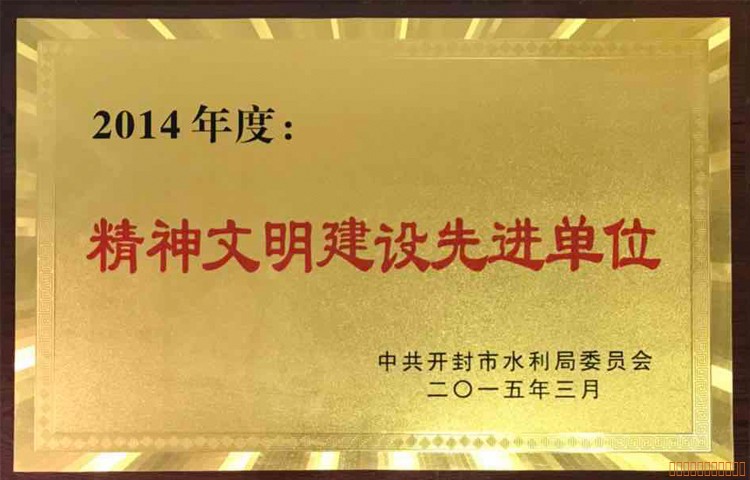 2014年度：
精神文明建设先进单位
中共开封市水利局委员会
二〇一五年三月